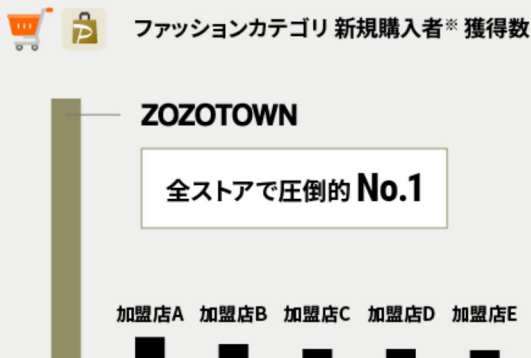 ファッションカテゴリ 新規購入者※ 獲得数
ZOZOTOWN
全ストアで圧倒的 No.1
加盟店A 加盟店B 加盟店C 加盟店D 加盟店E